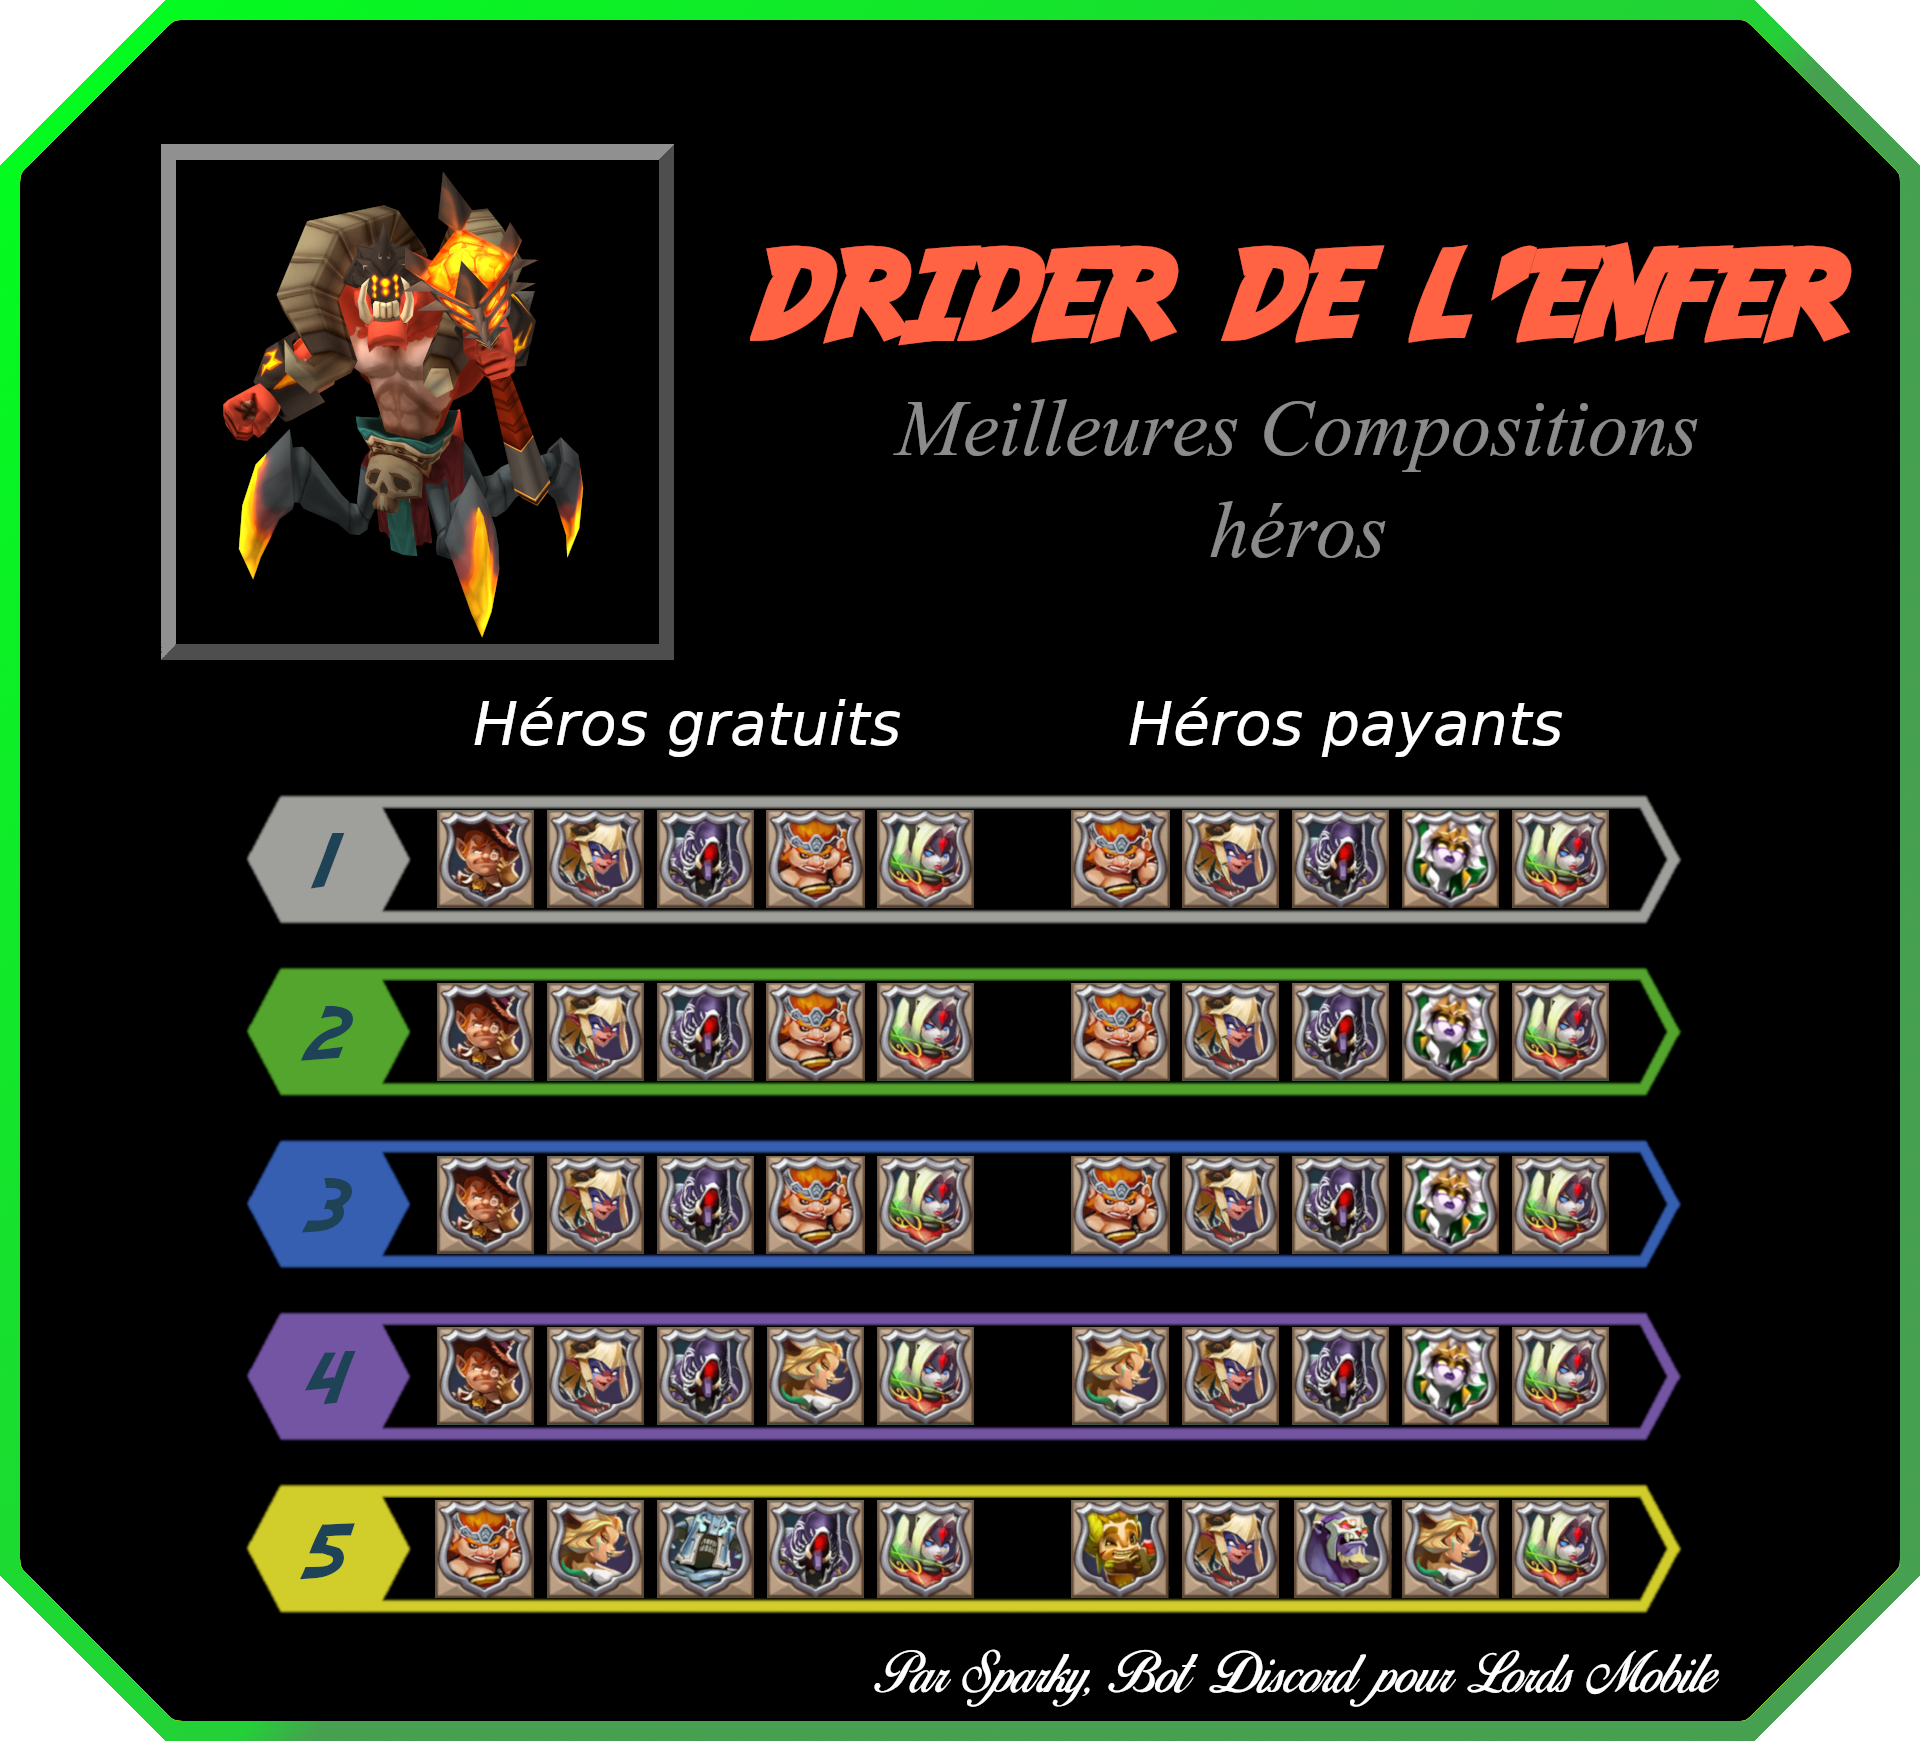 DRIDER DE L'ENFER
Meilleures Compositions
héros
Héros gratuits Héros payants
1
2
3
4
5
Par Sparky, Bot Discord pour Lords Mobile